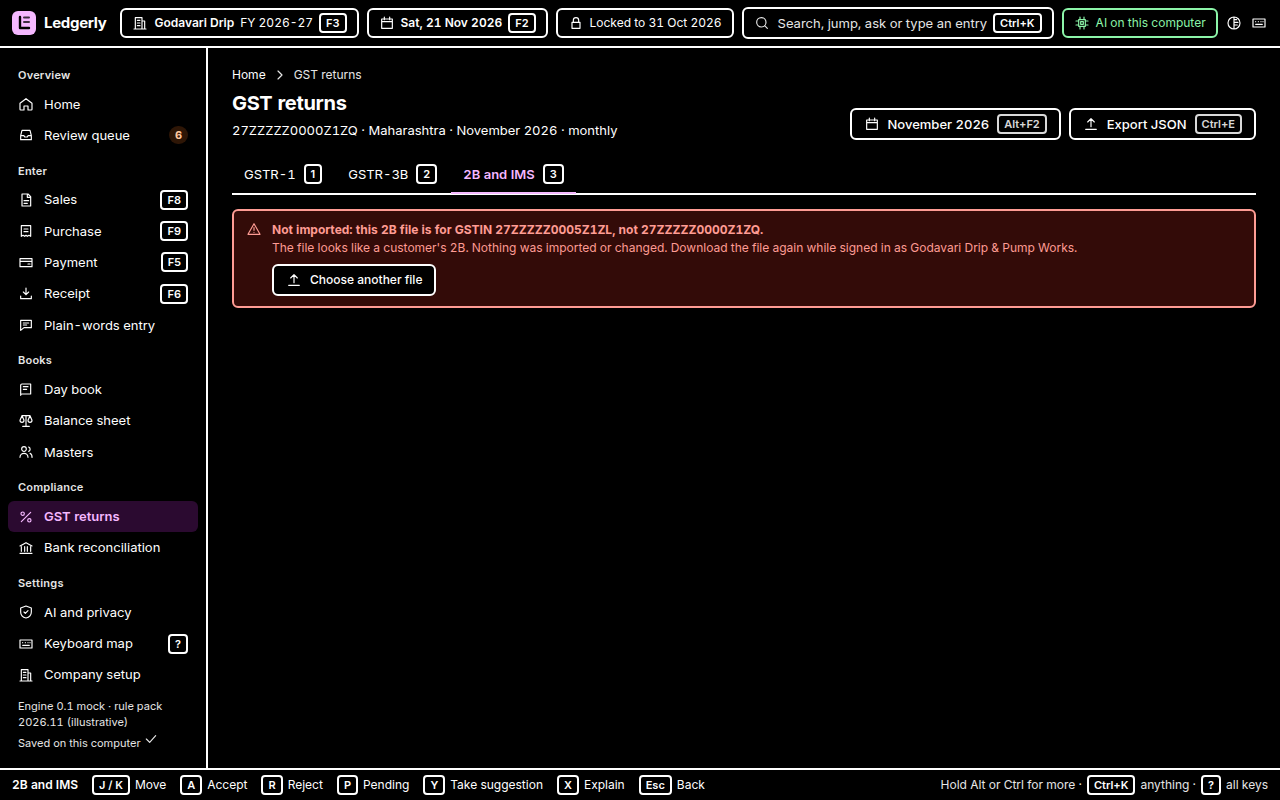 Ledgerly
Godavari Drip FY 2026-27 F3
Sat, 21 Nov 2026 F2
Locked to 31 Oct 2026
Search, jump, ask or type an entry Ctrl+K
AI on this computer
Overview
Home
Review queue 6
Enter
Sales F8
Purchase F9
Payment F5
Receipt F6
Plain-words entry
Books
Day book
Balance sheet
Masters
Compliance
GST returns
Bank reconciliation
Settings
AI and privacy
Keyboard map ?
Company setup
Engine 0.1 mock · rule pack
2026.11 (illustrative)
Saved on this computer
Home GST returns
GST returns
27ZZZZZ0000Z1ZQ · Maharashtra · November 2026 · monthly
November 2026 Alt+F2
Export JSON Ctrl+E
GSTR-1 1
GSTR-3B 2
2B and IMS 3
Not imported: this 2B file is for GSTIN 27ZZZZZ0005Z1ZL, not 27ZZZZZ0000Z1ZQ.
The file looks like a customer's 2B. Nothing was imported or changed. Download the file again while signed in as Godavari Drip & Pump Works.
Choose another file
2B and IMS J / K Move A Accept R Reject P Pending Y Take suggestion X Explain Esc Back
Hold Alt or Ctrl for more · Ctrl+K anything · ? all keys